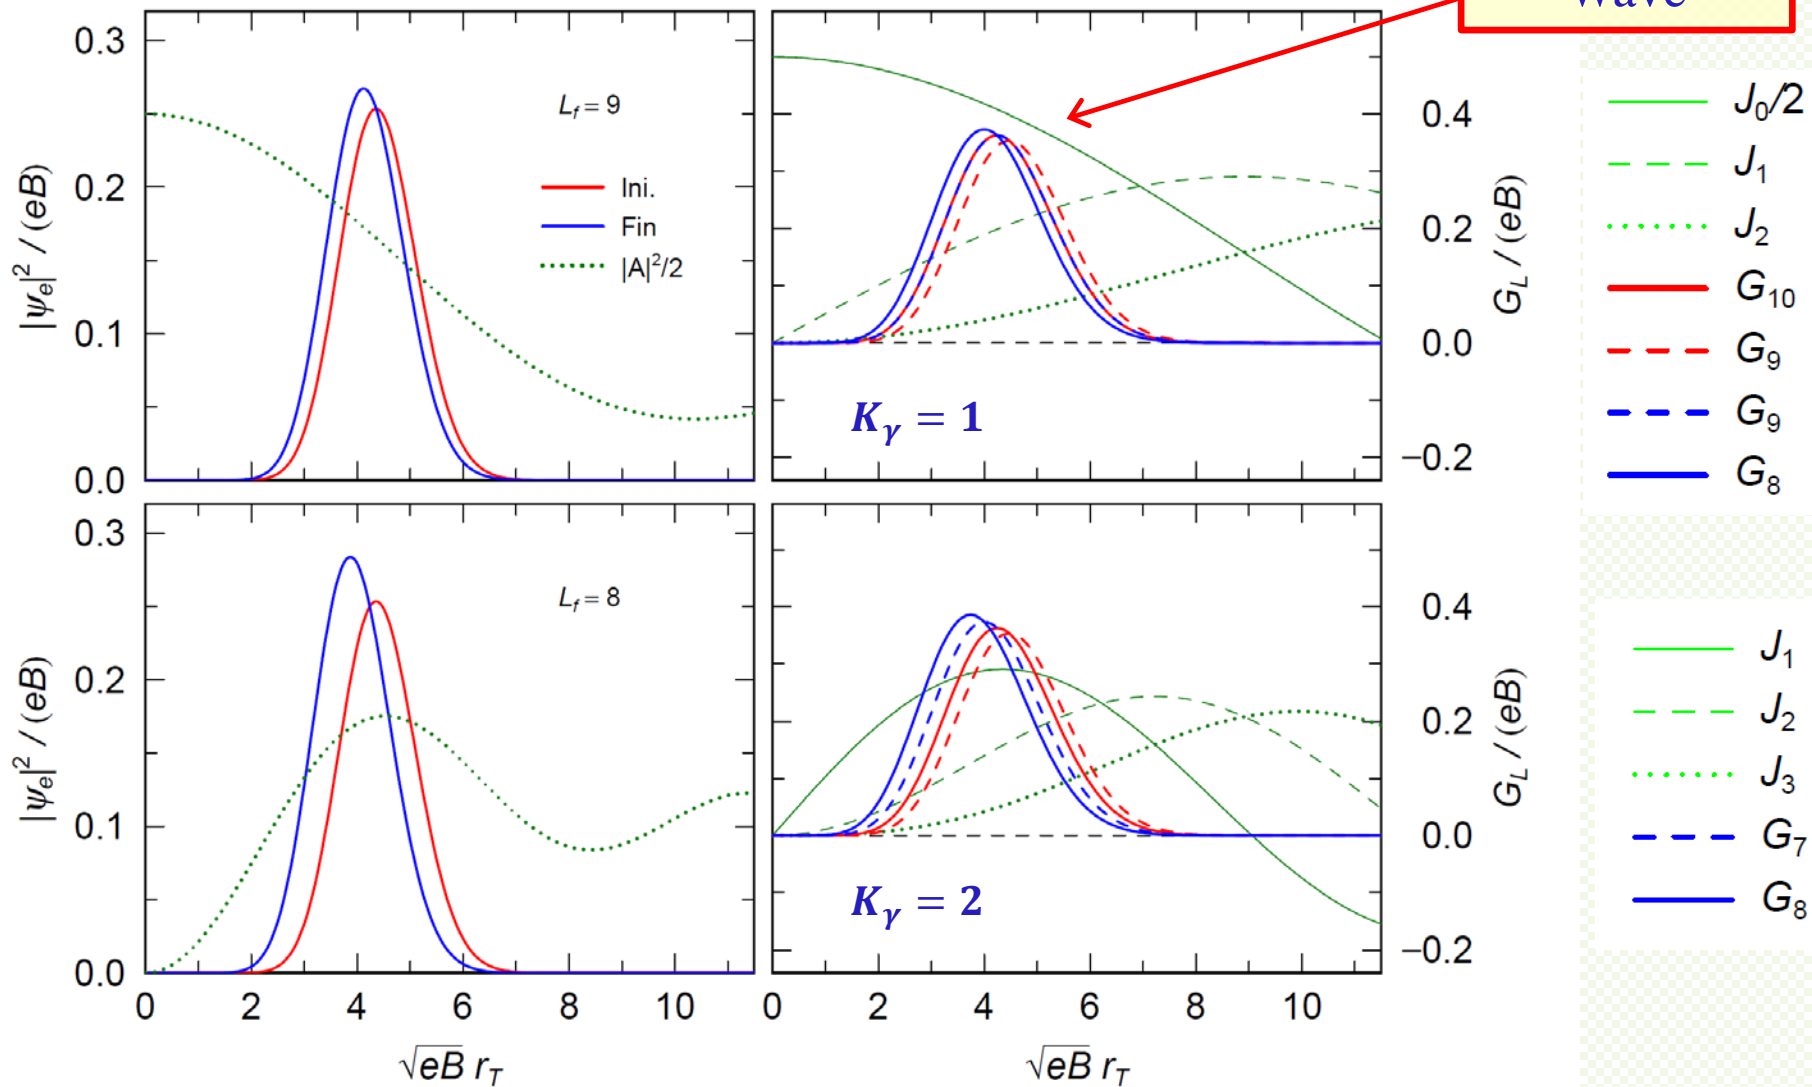 wave
0.3
0.2
0.1
0.0
|ψ_e|² / (eB)
L_f = 9
Ini.
Fin
|A|²/2
K_γ = 1
0.4
0.2
0.0
−0.2
G_L / (eB)
J_0/2
J_1
J_2
G_10
G_9
G_9
G_8
0.3
0.2
0.1
0.0
|ψ_e|² / (eB)
L_f = 8
K_γ = 2
0.4
0.2
0.0
−0.2
G_L / (eB)
J_1
J_2
J_3
G_7
G_8
0 2 4 6 8 10
0 2 4 6 8 10
√eB r_T
√eB r_T